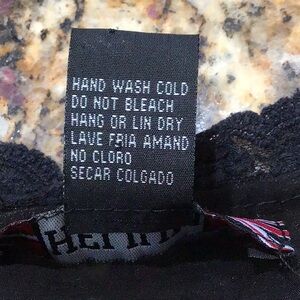 HAND WASH COLD
DO NOT BLEACH
HANG OR LIN DRY
LAVE FRIA AMAND
NO CLORO
SECAR COLGADO